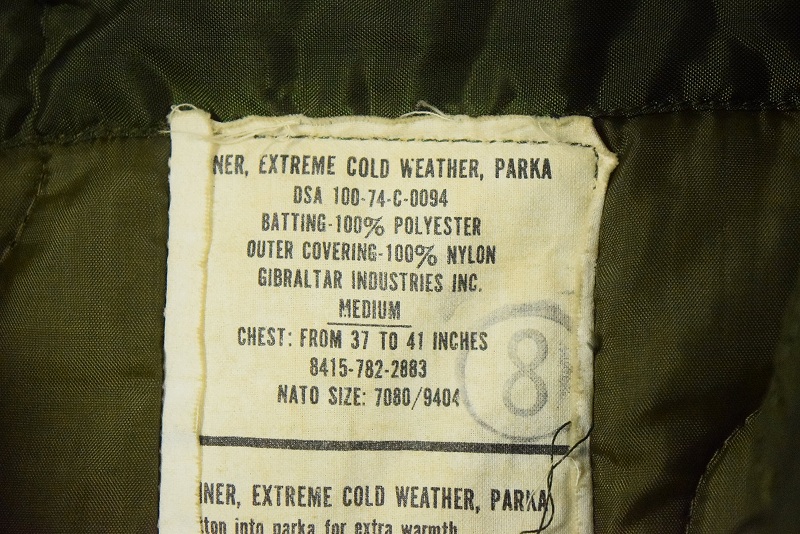 NER, EXTREME COLD WEATHER, PARKA
DSA 100-74-C-0094
BATTING-100% POLYESTER
OUTER COVERING-100% NYLON
GIBRALTAR INDUSTRIES INC.
MEDIUM
CHEST: FROM 37 TO 41 INCHES
8415-782-2883
NATO SIZE: 7080/9404
8
NER, EXTREME COLD WEATHER, PARKA
ton into parka for extra warmth